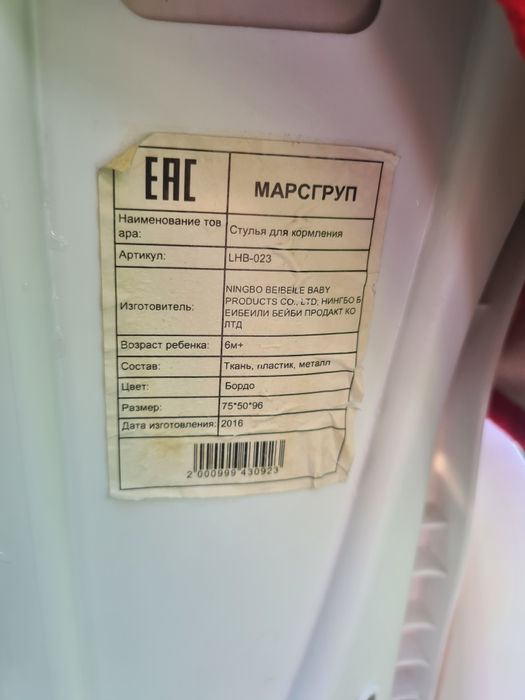 EAC
МАРСГРУП
Наименование тов
ара:
Стулья для кормления
Артикул:
LHB-023
Изготовитель:
NINGBO BEIBEILE BABY
PRODUCTS CO., LTD, НИНГБО Б
ЕИБЕИЛИ БЕЙБИ ПРОДАКТ КО
ЛТД
Возраст ребенка:
6м+
Состав:
Ткань, пластик, металл
Цвет:
Бордо
Размер:
75*50*96
Дата изготовления:
2016
2 000999 430923